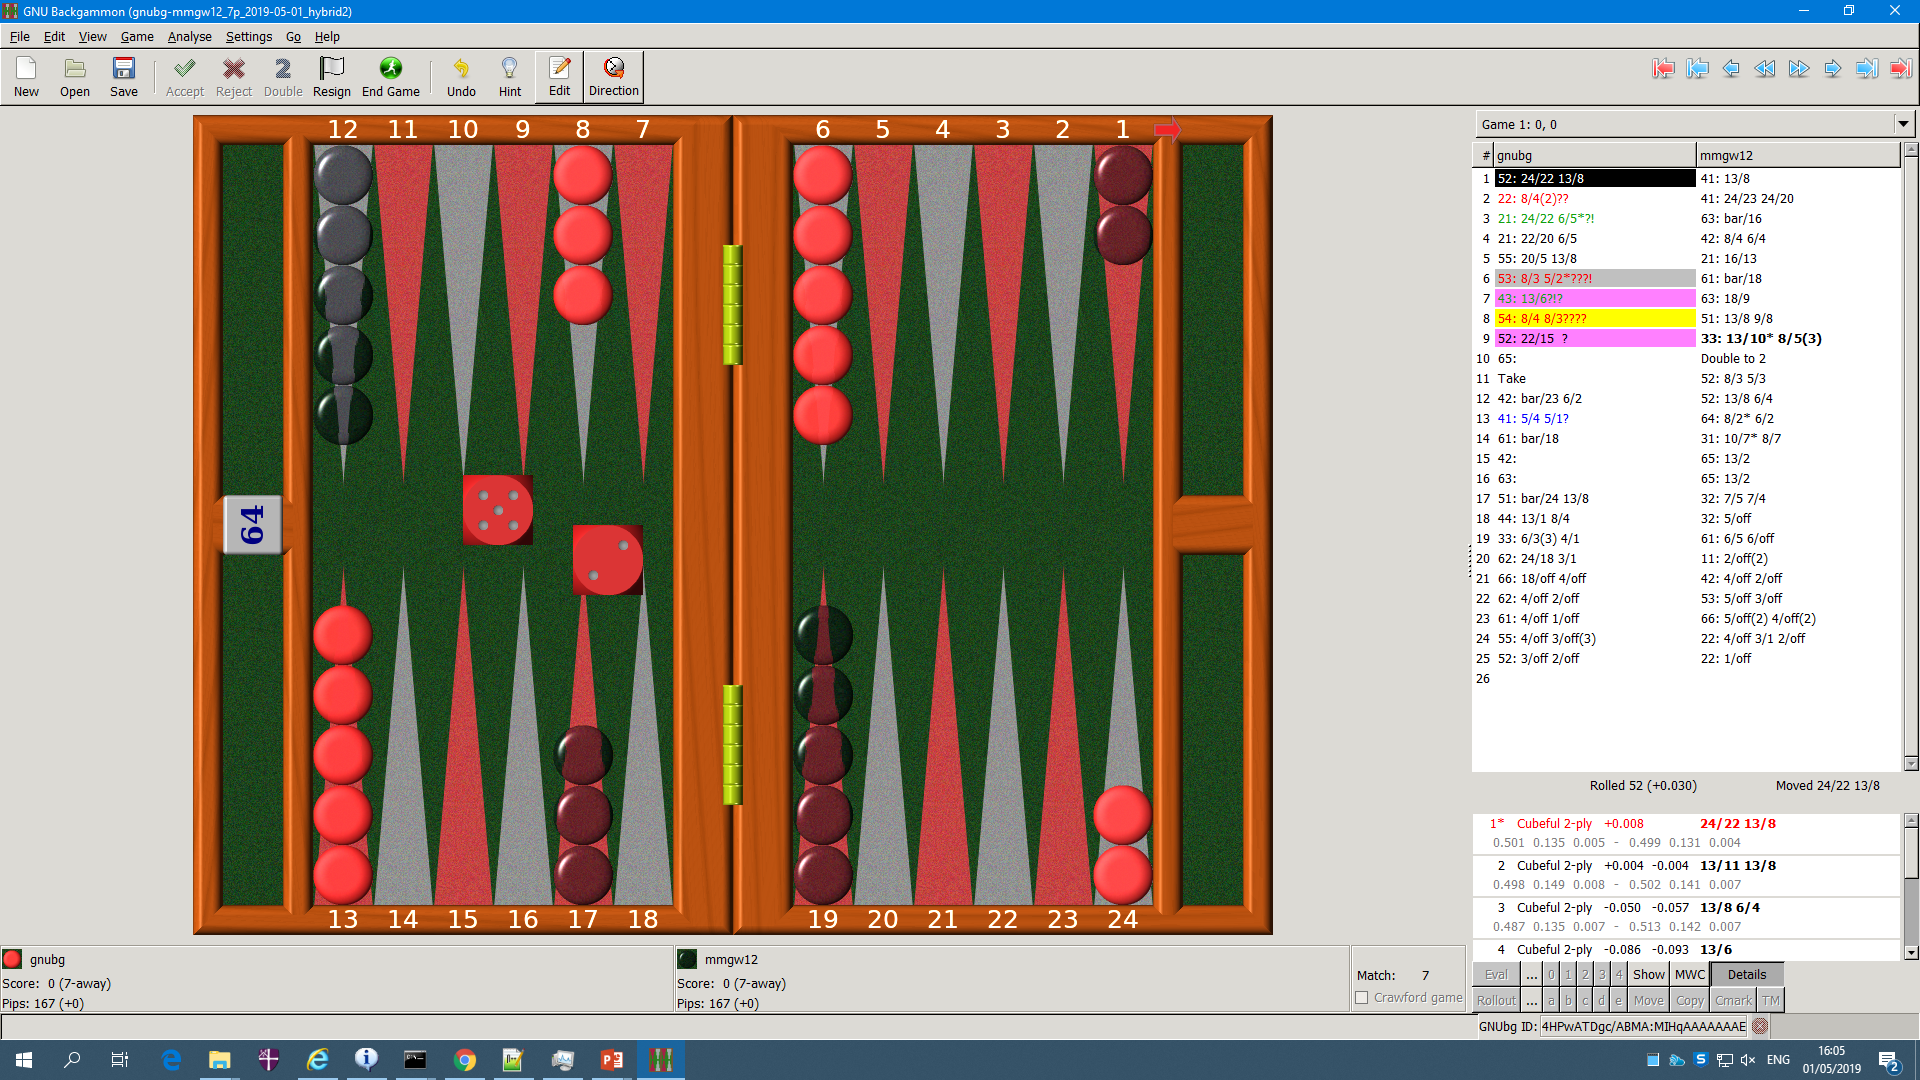 GNU Backgammon (gnubg-mmgw12_7p_2019-05-01_hybrid2)
File Edit View Game Analyse Settings Go Help
New Open Save Accept Reject Double Resign End Game Undo Hint Edit Direction
12 11 10 9 8 7 6 5 4 3 2 1
64
13 14 15 16 17 18 19 20 21 22 23 24
Game 1: 0, 0
# gnubg mmgw12
1 52: 24/22 13/8 41: 13/8
2 22: 8/4(2)?? 41: 24/23 24/20
3 21: 24/22 6/5*?! 63: bar/16
4 21: 22/20 6/5 42: 8/4 6/4
5 55: 20/5 13/8 21: 16/13
6 53: 8/3 5/2*???! 61: bar/18
7 43: 13/6?!? 63: 18/9
8 54: 8/4 8/3???? 51: 13/8 9/8
9 52: 22/15 ? 33: 13/10* 8/5(3)
10 65: Double to 2
11 Take 52: 8/3 5/3
12 42: bar/23 6/2 52: 13/8 6/4
13 41: 5/4 5/1? 64: 8/2* 6/2
14 61: bar/18 31: 10/7* 8/7
15 42: 65: 13/2
16 63: 65: 13/2
17 51: bar/24 13/8 32: 7/5 7/4
18 44: 13/1 8/4 32: 5/off
19 33: 6/3(3) 4/1 61: 6/5 6/off
20 62: 24/18 3/1 11: 2/off(2)
21 66: 18/off 4/off 42: 4/off 2/off
22 62: 4/off 2/off 53: 5/off 3/off
23 61: 4/off 1/off 66: 5/off(2) 4/off(2)
24 55: 4/off 3/off(3) 22: 4/off 3/1 2/off
25 52: 3/off 2/off 22: 1/off
26
Rolled 52 (+0.030) Moved 24/22 13/8
1* Cubeful 2-ply +0.008 24/22 13/8
0.501 0.135 0.005 - 0.499 0.131 0.004
2 Cubeful 2-ply +0.004 -0.004 13/11 13/8
0.498 0.149 0.008 - 0.502 0.141 0.007
3 Cubeful 2-ply -0.050 -0.057 13/8 6/4
0.487 0.135 0.007 - 0.513 0.142 0.007
4 Cubeful 2-ply -0.086 -0.093 13/6
Eval ... 0 1 2 3 4 Show MWC Details
Rollout ... a b c d e Move Copy Cmark TM
gnubg
Score: 0 (7-away)
Pips: 167 (+0)
mmgw12
Score: 0 (7-away)
Pips: 167 (+0)
Match: 7
Crawford game
GNUbg ID: 4HPwATDgc/ABMA:MIHqAAAAAAAE
ENG
16:05
01/05/2019
2